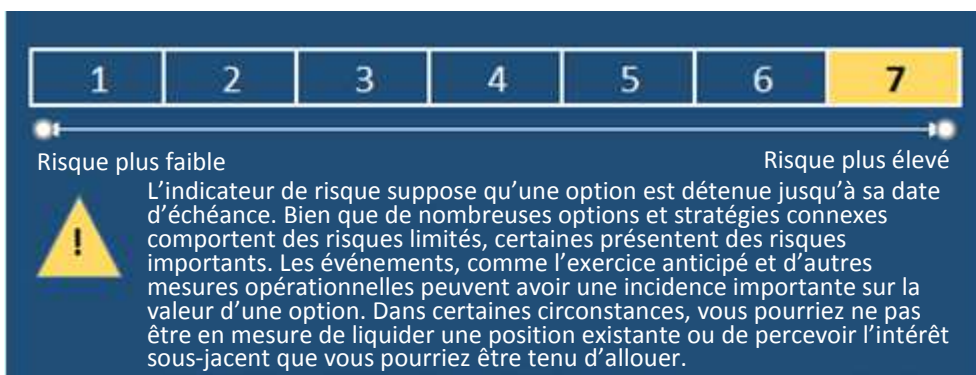 1 2 3 4 5 6 7
Risque plus faible Risque plus élevé
L’indicateur de risque suppose qu’une option est détenue jusqu’à sa date
d’échéance. Bien que de nombreuses options et stratégies connexes
comportent des risques limités, certaines présentent des risques
importants. Les événements, comme l’exercice anticipé et d’autres
mesures opérationnelles peuvent avoir une incidence importante sur la
valeur d’une option. Dans certaines circonstances, vous pourriez ne pas
être en mesure de liquider une position existante ou de percevoir l’intérêt
sous-jacent que vous pourriez être tenu d’allouer.
!